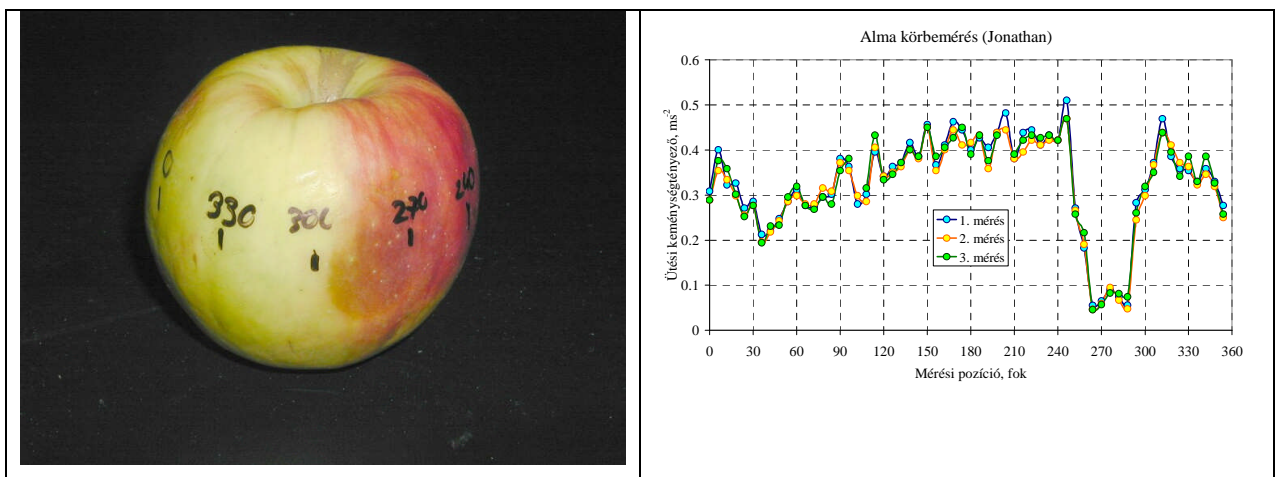 0
330
300
270
240
Alma körbemérés (Jonathan)
Ütési keménységtényező, ms-2
0.6
0.5
0.4
0.3
0.2
0.1
0
1. mérés
2. mérés
3. mérés
0 30 60 90 120 150 180 210 240 270 300 330 360
Mérési pozíció, fok